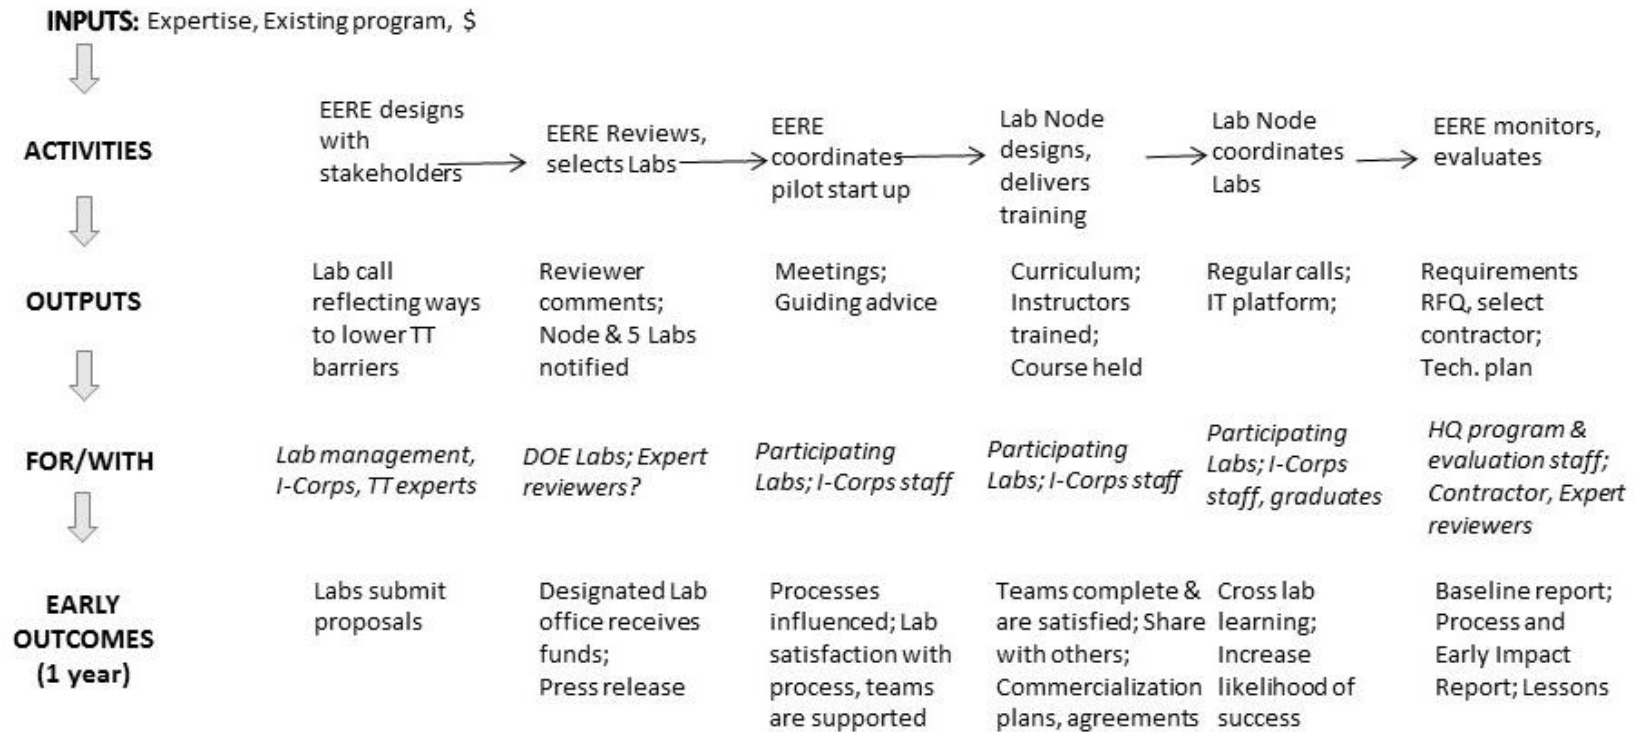 INPUTS: Expertise, Existing program, $
ACTIVITIES
EERE designs
with
stakeholders
EERE Reviews,
selects Labs
EERE
coordinates
pilot start up
Lab Node
designs,
delivers
training
Lab Node
coordinates
Labs
EERE monitors,
evaluates
OUTPUTS
Lab call
reflecting ways
to lower TT
barriers
Reviewer
comments;
Node & 5 Labs
notified
Meetings;
Guiding advice
Curriculum;
Instructors
trained;
Course held
Regular calls;
IT platform;
Requirements
RFQ, select
contractor;
Tech. plan
FOR/WITH
Lab management,
I-Corps, TT experts
DOE Labs; Expert
reviewers?
Participating
Labs; I-Corps staff
Participating
Labs; I-Corps staff
Participating
Labs; I-Corps
staff, graduates
HQ program &
evaluation staff;
Contractor, Expert
reviewers
EARLY
OUTCOMES
(1 year)
Labs submit
proposals
Designated Lab
office receives
funds;
Press release
Processes
influenced; Lab
satisfaction with
process, teams
are supported
Teams complete &
are satisfied; Share
with others;
Commercialization
plans, agreements
Cross lab
learning;
Increase
likelihood of
success
Baseline report;
Process and
Early Impact
Report; Lessons